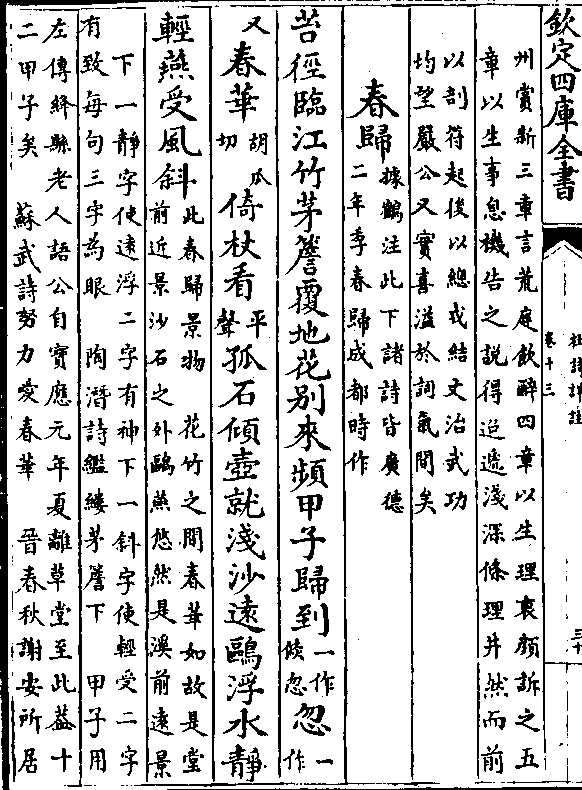 欽定四庫全書
杜詩詳註
卷十三
三十
州賞新三章言荒庭飲醉四章以生理衰顏訴之五
章以生事息機告之説得迢遞淺深條理井然而前
以剖符起後以總戎結文治武功
均望嚴公又實喜溢於詞氣間矣
春歸
據鶴注此下諸詩皆廣德
二年季春歸成都時作
苔徑臨江竹茅簷覆地花别來頻甲子歸到
一作
倐忽
忽
一
作
又
春華
胡瓜
切
倚杖看
平
聲
孤石傾壺就淺沙遠鷗浮水靜
輕燕受風斜
此春歸景物 花竹之間春華如故是堂
前近景沙石之外鷗燕悠然是溪前遠景
下一靜字使遠浮二字有神下一斜字使輕受二字
有致每句三字為眼 陶潛詩繿縷茅簷下 甲子用
左傳絳縣老人語公自寶應元年夏離草堂至此葢十
二甲子矣 蘇武詩努力愛春華 晉春秋謝安所居